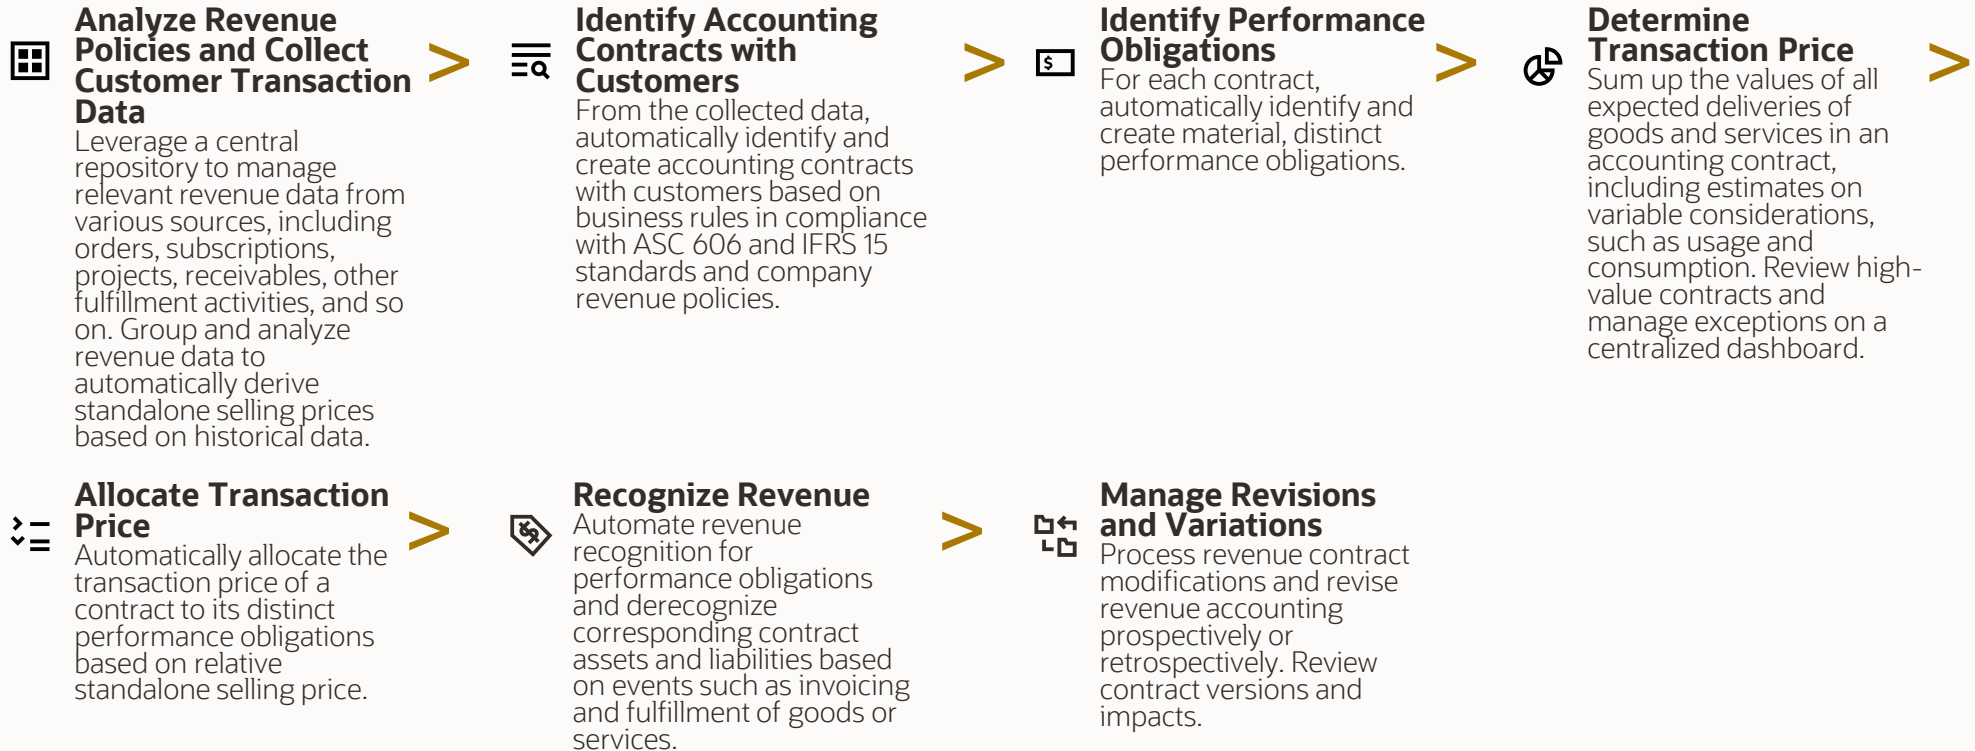 Analyze Revenue
Policies and Collect
Customer Transaction
Data
Leverage a central
repository to manage
relevant revenue data from
various sources, including
orders, subscriptions,
projects, receivables, other
fulfillment activities, and so
on. Group and analyze
revenue data to
automatically derive
standalone selling prices
based on historical data.
>
Identify Accounting
Contracts with
Customers
From the collected data,
automatically identify and
create accounting contracts
with customers based on
business rules in compliance
with ASC 606 and IFRS 15
standards and company
revenue policies.
>
$
Identify Performance
Obligations
For each contract,
automatically identify and
create material, distinct
performance obligations.
>
Determine
Transaction Price
Sum up the values of all
expected deliveries of
goods and services in an
accounting contract,
including estimates on
variable considerations,
such as usage and
consumption. Review high-
value contracts and
manage exceptions on a
centralized dashboard.
>
Allocate Transaction
Price
Automatically allocate the
transaction price of a
contract to its distinct
performance obligations
based on relative
standalone selling price.
>
$
Recognize Revenue
Automate revenue
recognition for
performance obligations
and derecognize
corresponding contract
assets and liabilities based
on events such as invoicing
and fulfillment of goods or
services.
>
Manage Revisions
and Variations
Process revenue contract
modifications and revise
revenue accounting
prospectively or
retrospectively. Review
contract versions and
impacts.